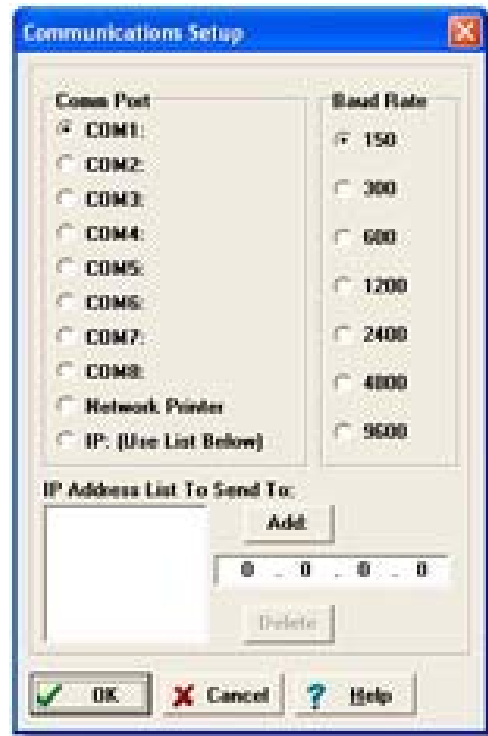 Communications Setup
Comm Port
COM1:
COM2:
COM3:
COM4:
COM5:
COM6:
COM7:
COM8:
Network Printer
IP: (Use List Below)
Baud Rate
150
300
600
1200
2400
4800
9600
IP Address List To Send To:
Add
0 . 0 . 0 . 0
Delete
OK
Cancel
? Help